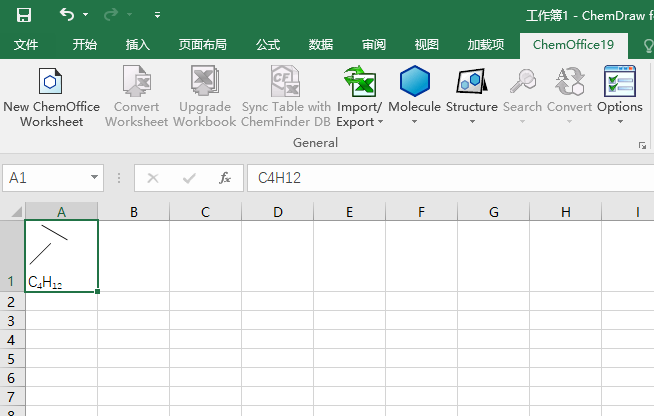 工作簿1 - ChemDraw fo
文件 开始 插入 页面布局 公式 数据 审阅 视图 加载项 ChemOffice19
New ChemOffice Convert Upgrade Sync Table with Import/ Molecule Structure Search Convert Options
Worksheet Worksheet Workbook ChemFinder DB Export
General
A1 fx C4H12
A B C D E F G H I
1 C₄H₁₂
2
3
4
5
6
7